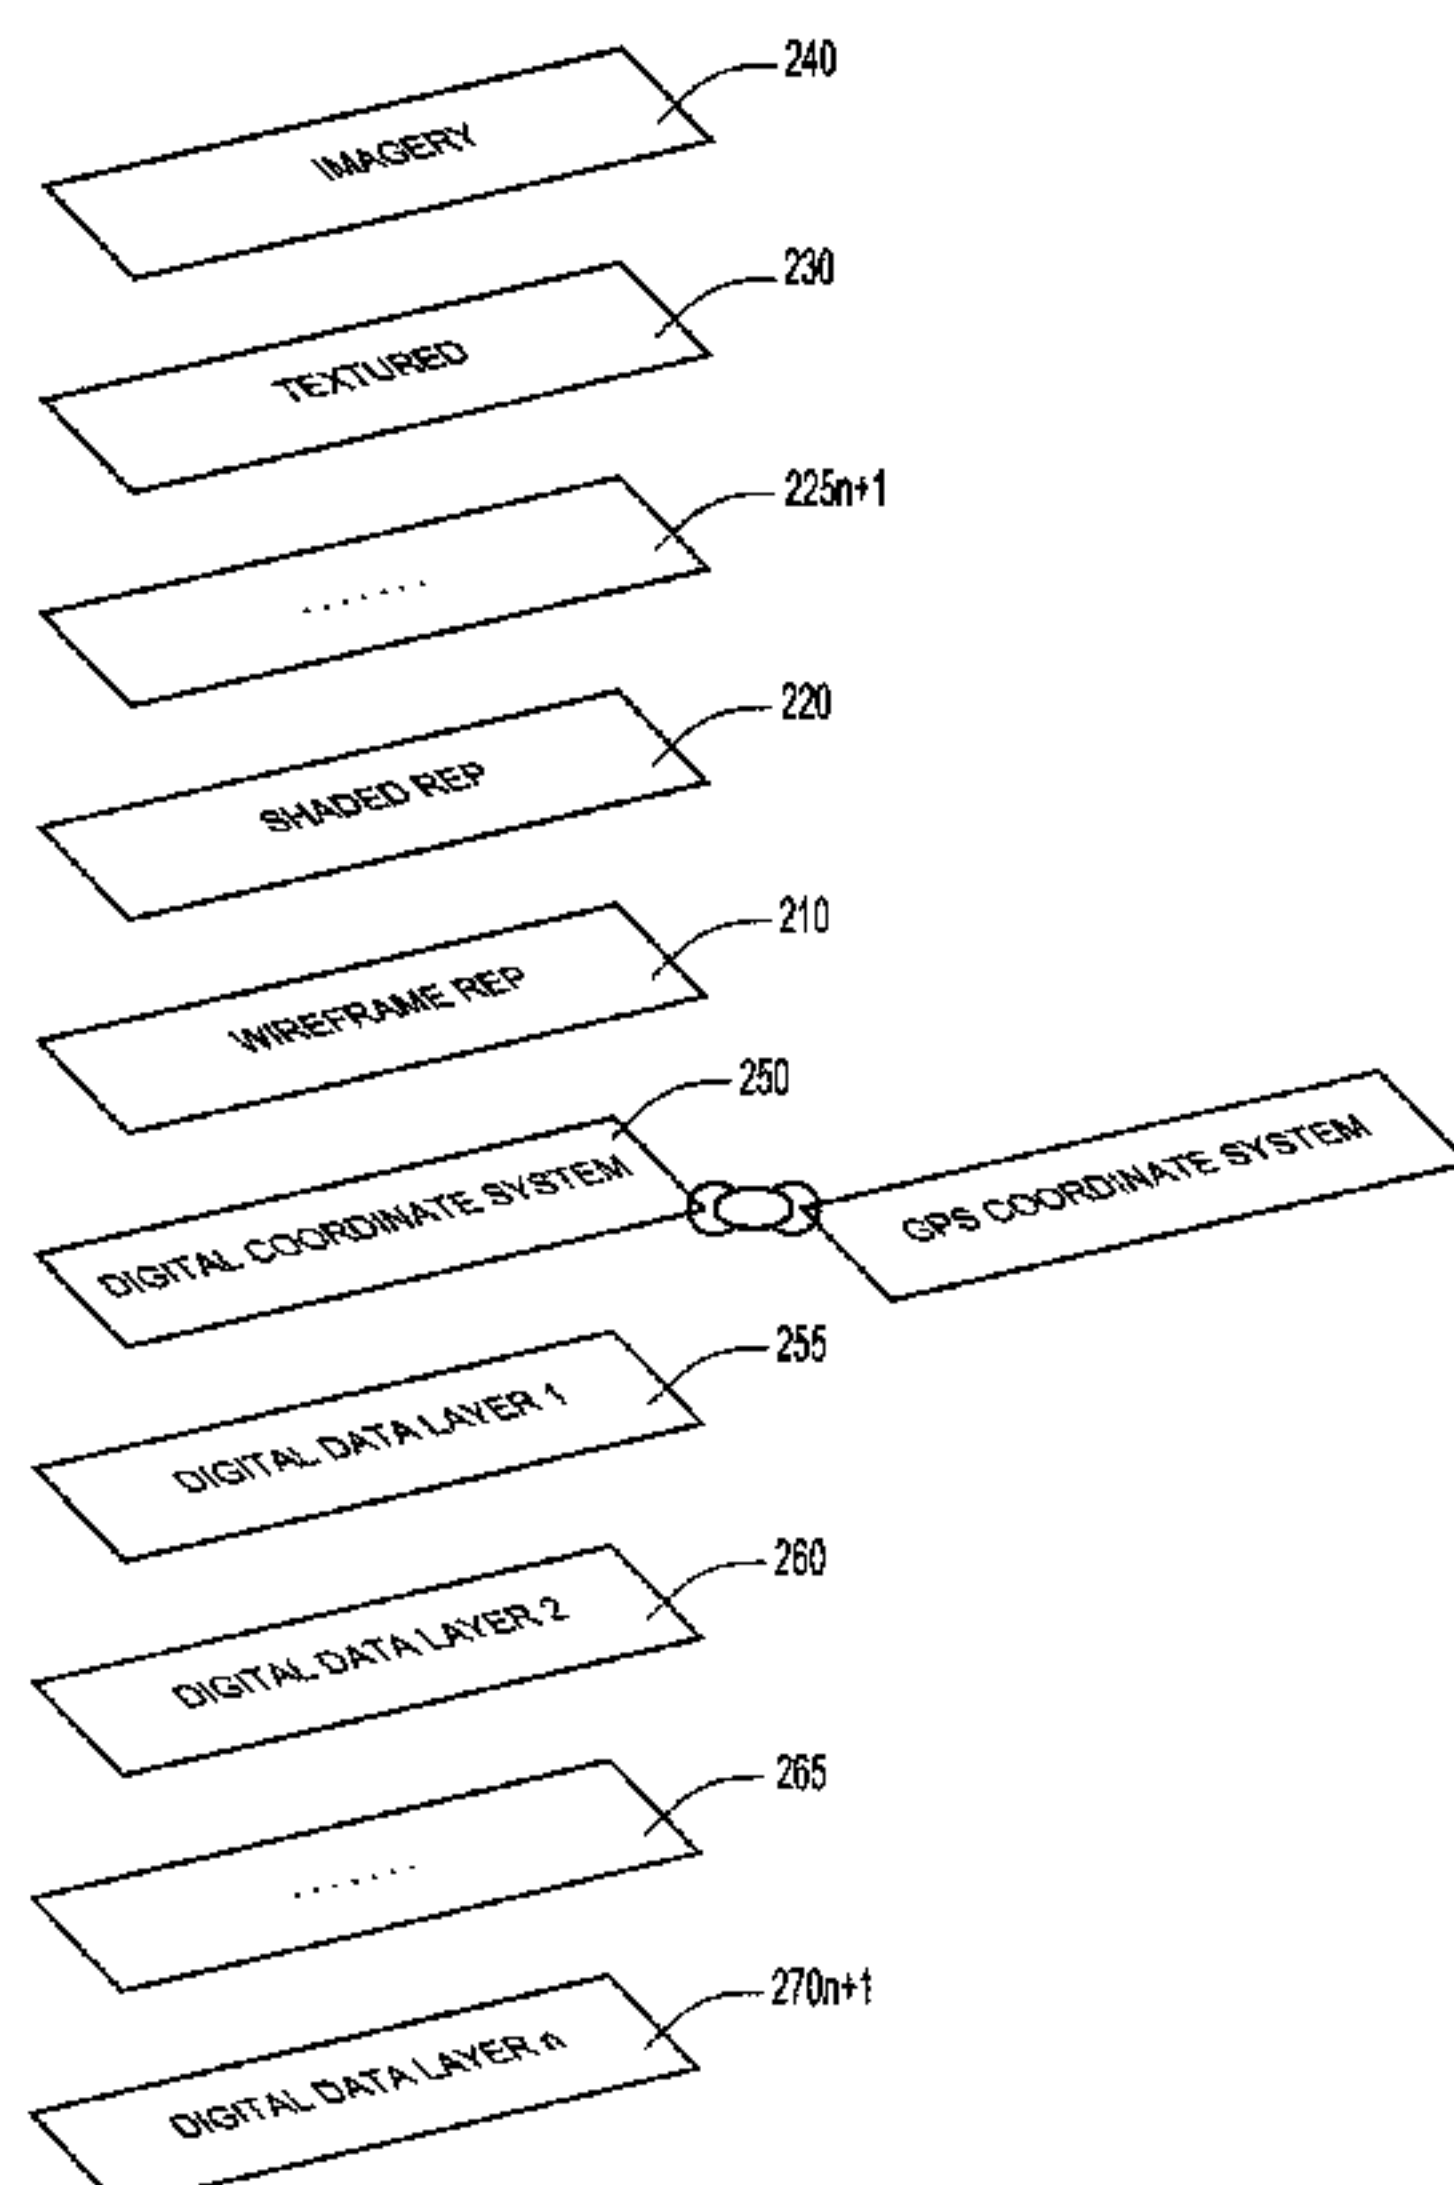 240
IMAGERY
230
TEXTURED
225n+1
.......
220
SHADED REP
210
WIREFRAME REP
250
DIGITAL COORDINATE SYSTEM
GPS COORDINATE SYSTEM
255
DIGITAL DATA LAYER 1
260
DIGITAL DATA LAYER 2
265
.......
270n+1
DIGITAL DATA LAYER n